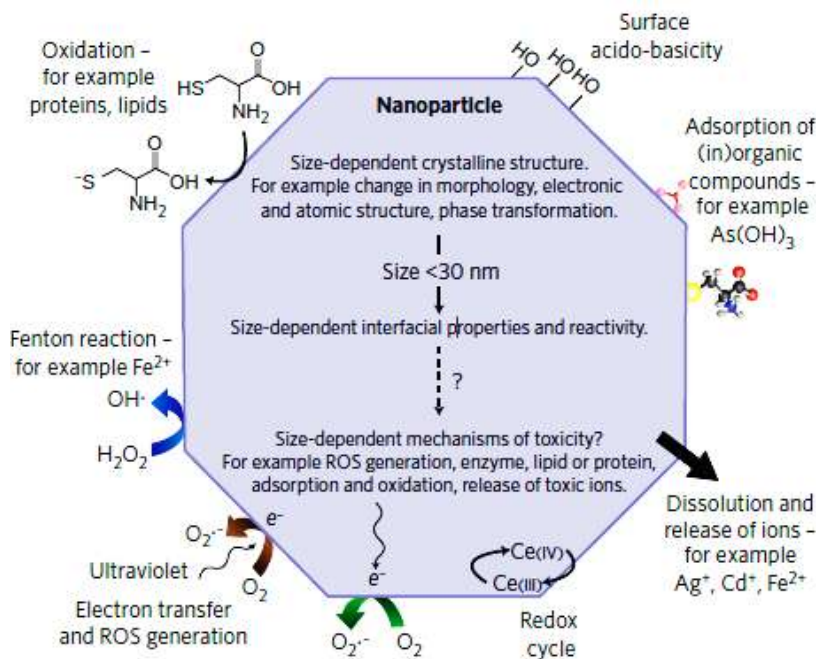 Surface
acido-basicity
HO
HO
HO
Oxidation –
for example
proteins, lipids
O
HS
OH
NH₂
O
⁻S
OH
NH₂
Nanoparticle
Size-dependent crystalline structure.
For example change in morphology, electronic
and atomic structure, phase transformation.
Size <30 nm
Size-dependent interfacial properties and reactivity.
?
Size-dependent mechanisms of toxicity?
For example ROS generation, enzyme, lipid or protein,
adsorption and oxidation, release of toxic ions.
Adsorption of
(in)organic
compounds –
for example
As(OH)₃
Fenton reaction –
for example Fe²⁺
OH·
H₂O₂
O₂·⁻
e⁻
Ultraviolet
O₂
Electron transfer
and ROS generation
e⁻
O₂·⁻
O₂
Ce(IV)
Ce(III)
Redox
cycle
Dissolution and
release of ions –
for example
Ag⁺, Cd⁺, Fe²⁺